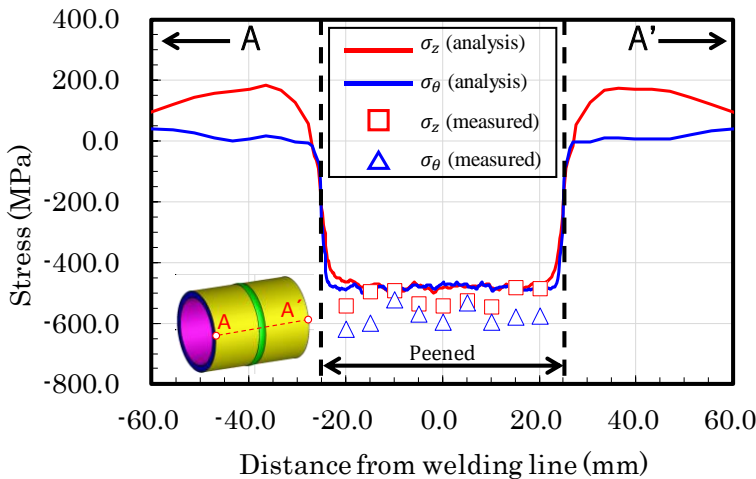 400.0
200.0
0.0
-200.0
-400.0
-600.0
-800.0
Stress (MPa)
A
A'
σz (analysis)
σθ (analysis)
σz (measured)
σθ (measured)
A
A´
Peened
-60.0 -40.0 -20.0 0.0 20.0 40.0 60.0
Distance from welding line (mm)